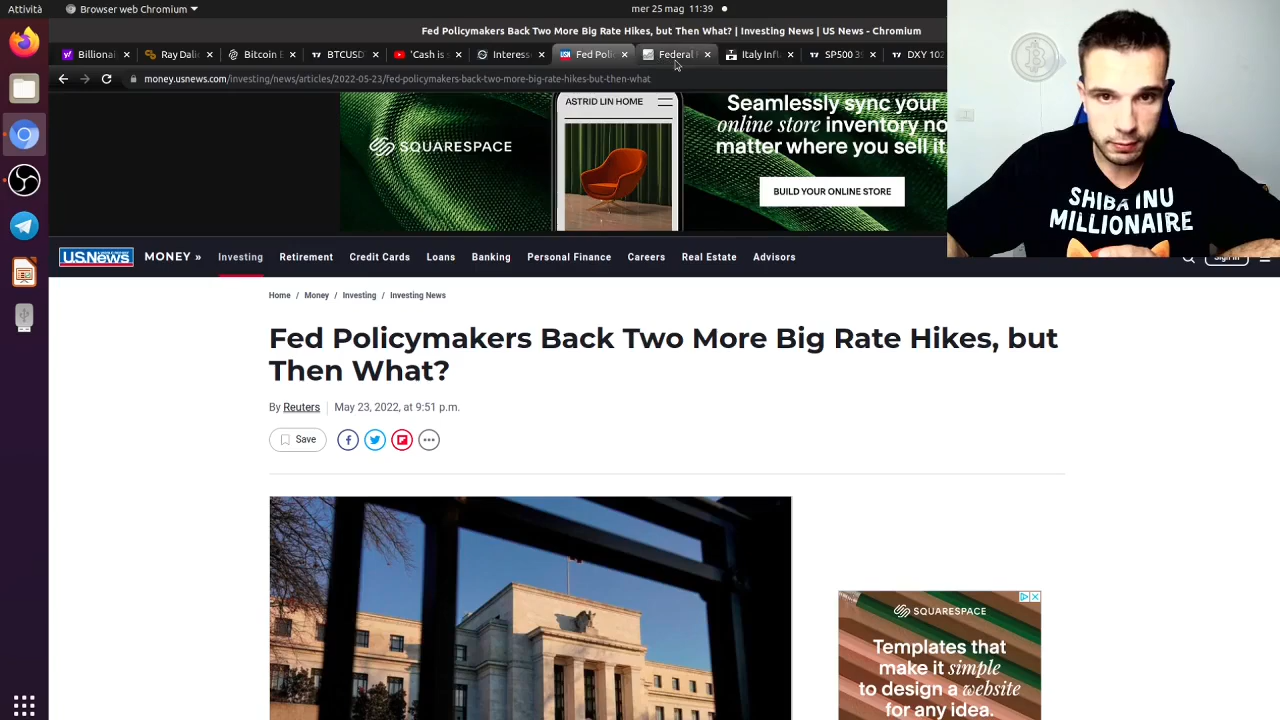 Attività
Browser web Chromium
mer 25 mag 11:39
Fed Policymakers Back Two More Big Rate Hikes, but Then What? | Investing News | US News - Chromium
Billionai
Ray Dali
Bitcoin E
BTCUSD
'Cash is
Interess
Fed Poli
Federal
Italy Infl
SP500 39
DXY 102
money.usnews.com/investing/news/articles/2022-05-23/fed-policymakers-back-two-more-big-rate-hikes-but-then-what
ASTRID LIN HOME
SQUARESPACE
Seamlessly sync your
online store inventory no
matter where you sell it
BUILD YOUR ONLINE STORE
SHIBA INU
MILLIONAIRE
U.S.News
MONEY »
Investing
Retirement
Credit Cards
Loans
Banking
Personal Finance
Careers
Real Estate
Advisors
Sign In
Home / Money / Investing / Investing News
Fed Policymakers Back Two More Big Rate Hikes, but
Then What?
By Reuters
May 23, 2022, at 9:51 p.m.
Save
SQUARESPACE
Templates that
make it simple
to design a website
for any idea.